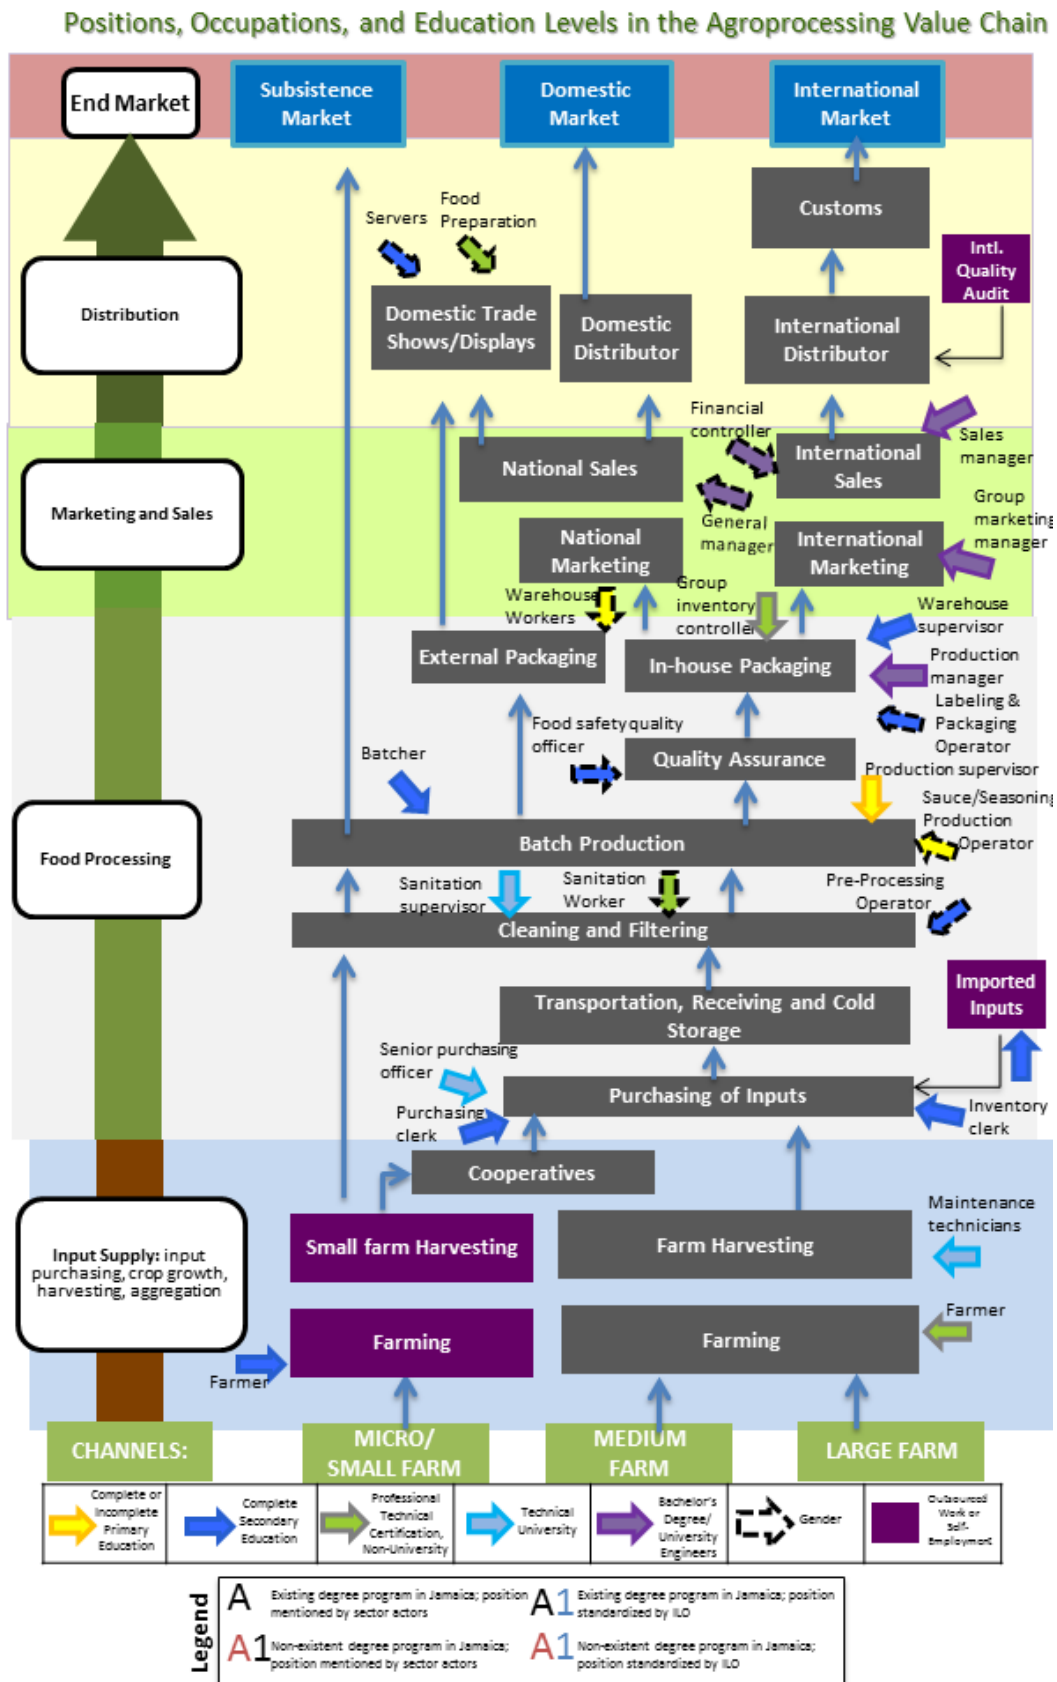 Positions, Occupations, and Education Levels in the Agroprocessing Value Chain
End Market
Subsistence
Market
Domestic
Market
International
Market
Customs
Servers
Food
Preparation
Intl.
Quality
Audit
Distribution
Domestic Trade
Shows/Displays
Domestic
Distributor
International
Distributor
Financial
controller
Sales
manager
National Sales
International
Sales
Marketing and Sales
General
manager
Group
marketing
manager
National
Marketing
International
Marketing
Warehouse
Workers
Group
inventory
controller
Warehouse
supervisor
External Packaging
In-house Packaging
Production
manager
Labeling &
Packaging
Operator
Food safety quality
officer
Quality Assurance
Batcher
Production supervisor
Sauce/Seasoning
Production
Operator
Food Processing
Batch Production
Sanitation
supervisor
Sanitation
Worker
Pre-Processing
Operator
Cleaning and Filtering
Imported
Inputs
Transportation, Receiving and Cold
Storage
Senior purchasing
officer
Purchasing of Inputs
Purchasing
clerk
Inventory
clerk
Cooperatives
Maintenance
technicians
Input Supply: input
purchasing, crop growth,
harvesting, aggregation
Small farm Harvesting
Farm Harvesting
Farmer
Farming
Farming
Farmer
CHANNELS:
MICRO/
SMALL FARM
MEDIUM
FARM
LARGE FARM
Complete or
Incomplete
Primary
Education
Complete
Secondary
Education
Professional
Technical
Certification,
Non-University
Technical
University
Bachelor's
Degree/
University
Engineers
Gender
Outsourced
Work or
Self-
Employment
Legend
A Existing degree program in Jamaica; position
mentioned by sector actors
A1 Existing degree program in Jamaica; position
standardized by ILO
A1 Non-existent degree program in Jamaica;
position mentioned by sector actors
A1 Non-existent degree program in Jamaica;
position standardized by ILO